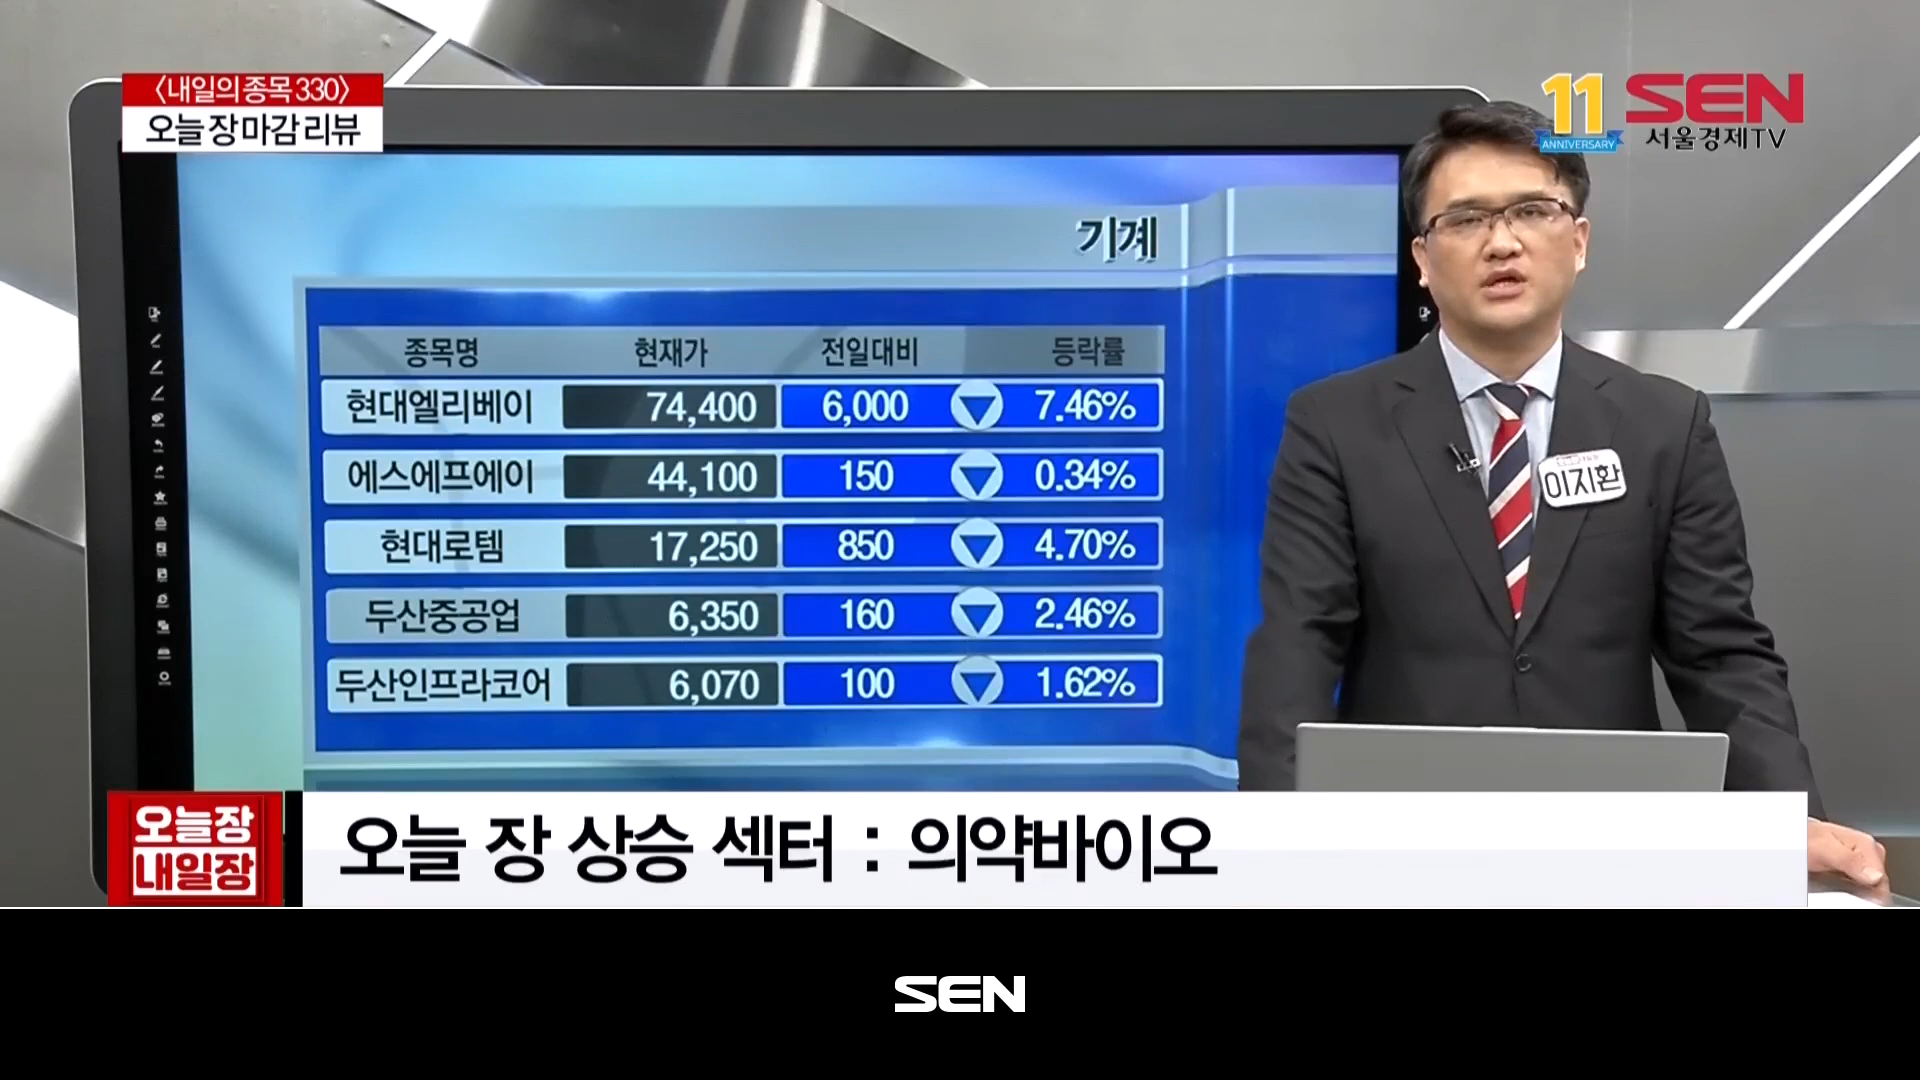 〈내일의 종목 330〉
오늘 장 마감 리뷰
11
ANNIVERSARY
SEN
서울경제TV
기계
종목명 현재가 전일대비 등락률
현대엘리베이 74,400 6,000 ▽ 7.46%
에스에프에이 44,100 150 ▽ 0.34%
현대로템 17,250 850 ▽ 4.70%
두산중공업 6,350 160 ▽ 2.46%
두산인프라코어 6,070 100 ▽ 1.62%
이지환
오늘장
내일장
오늘 장 상승 섹터 : 의약바이오
SEN